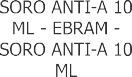 SORO ANTI-A 10
ML - EBRAM -
SORO ANTI-A 10
ML